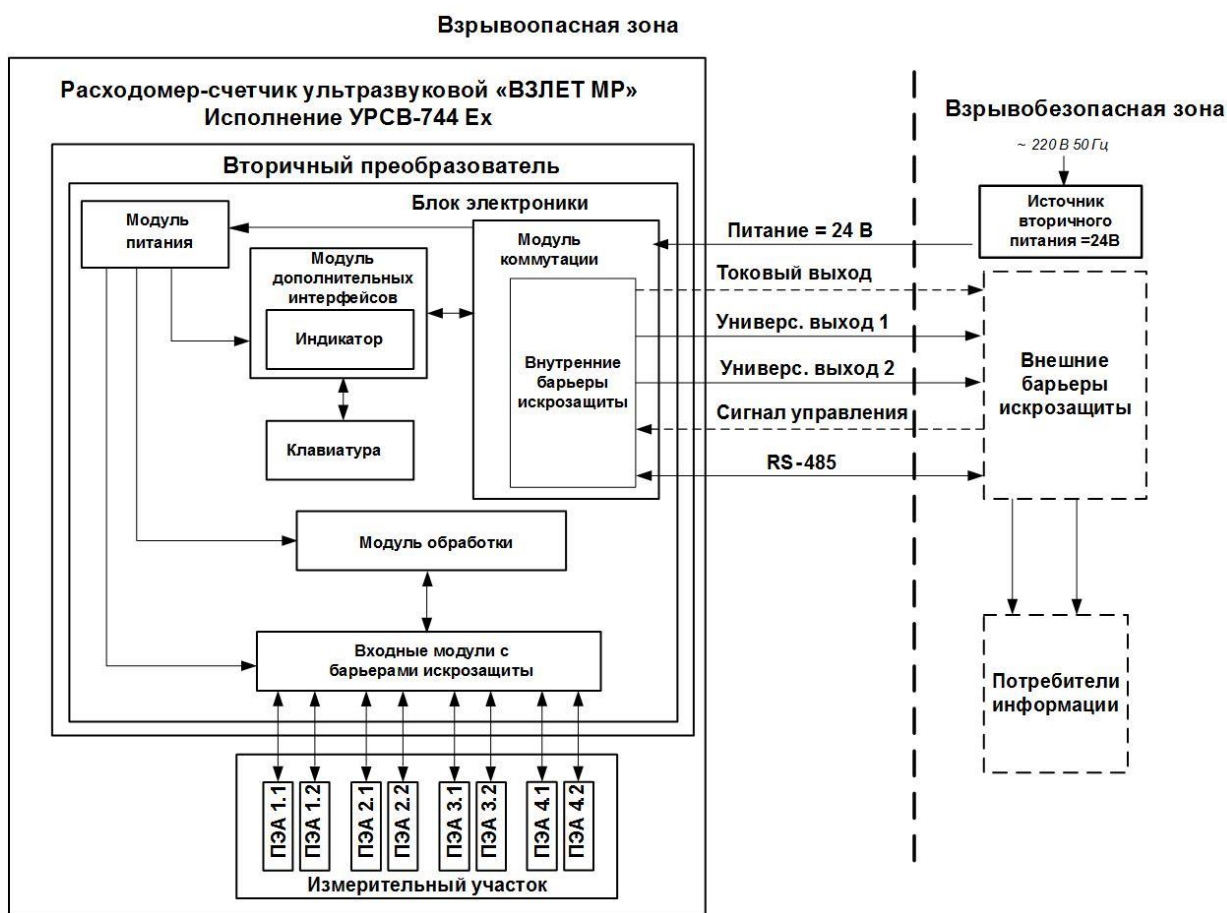 Взрывоопасная зона
Расходомер-счетчик ультразвуковой «ВЗЛЕТ МР»
Исполнение УРСВ-744 Ex
Взрывобезопасная зона
~ 220 В 50 Гц
Вторичный преобразователь
Блок электроники
Модуль
питания
Модуль
коммутации
Питание = 24 В
Источник
вторичного
питания =24В
Модуль
дополнительных
интерфейсов
Индикатор
Токовый выход
Универс. выход 1
Универс. выход 2
Сигнал управления
RS-485
Внутренние
барьеры
искрозащиты
Внешние
барьеры
искрозащиты
Клавиатура
Модуль обработки
Входные модули с
барьерами искрозащиты
Потребители
информации
ПЭА 1.1
ПЭА 1.2
ПЭА 2.1
ПЭА 2.2
ПЭА 3.1
ПЭА 3.2
ПЭА 4.1
ПЭА 4.2
Измерительный участок